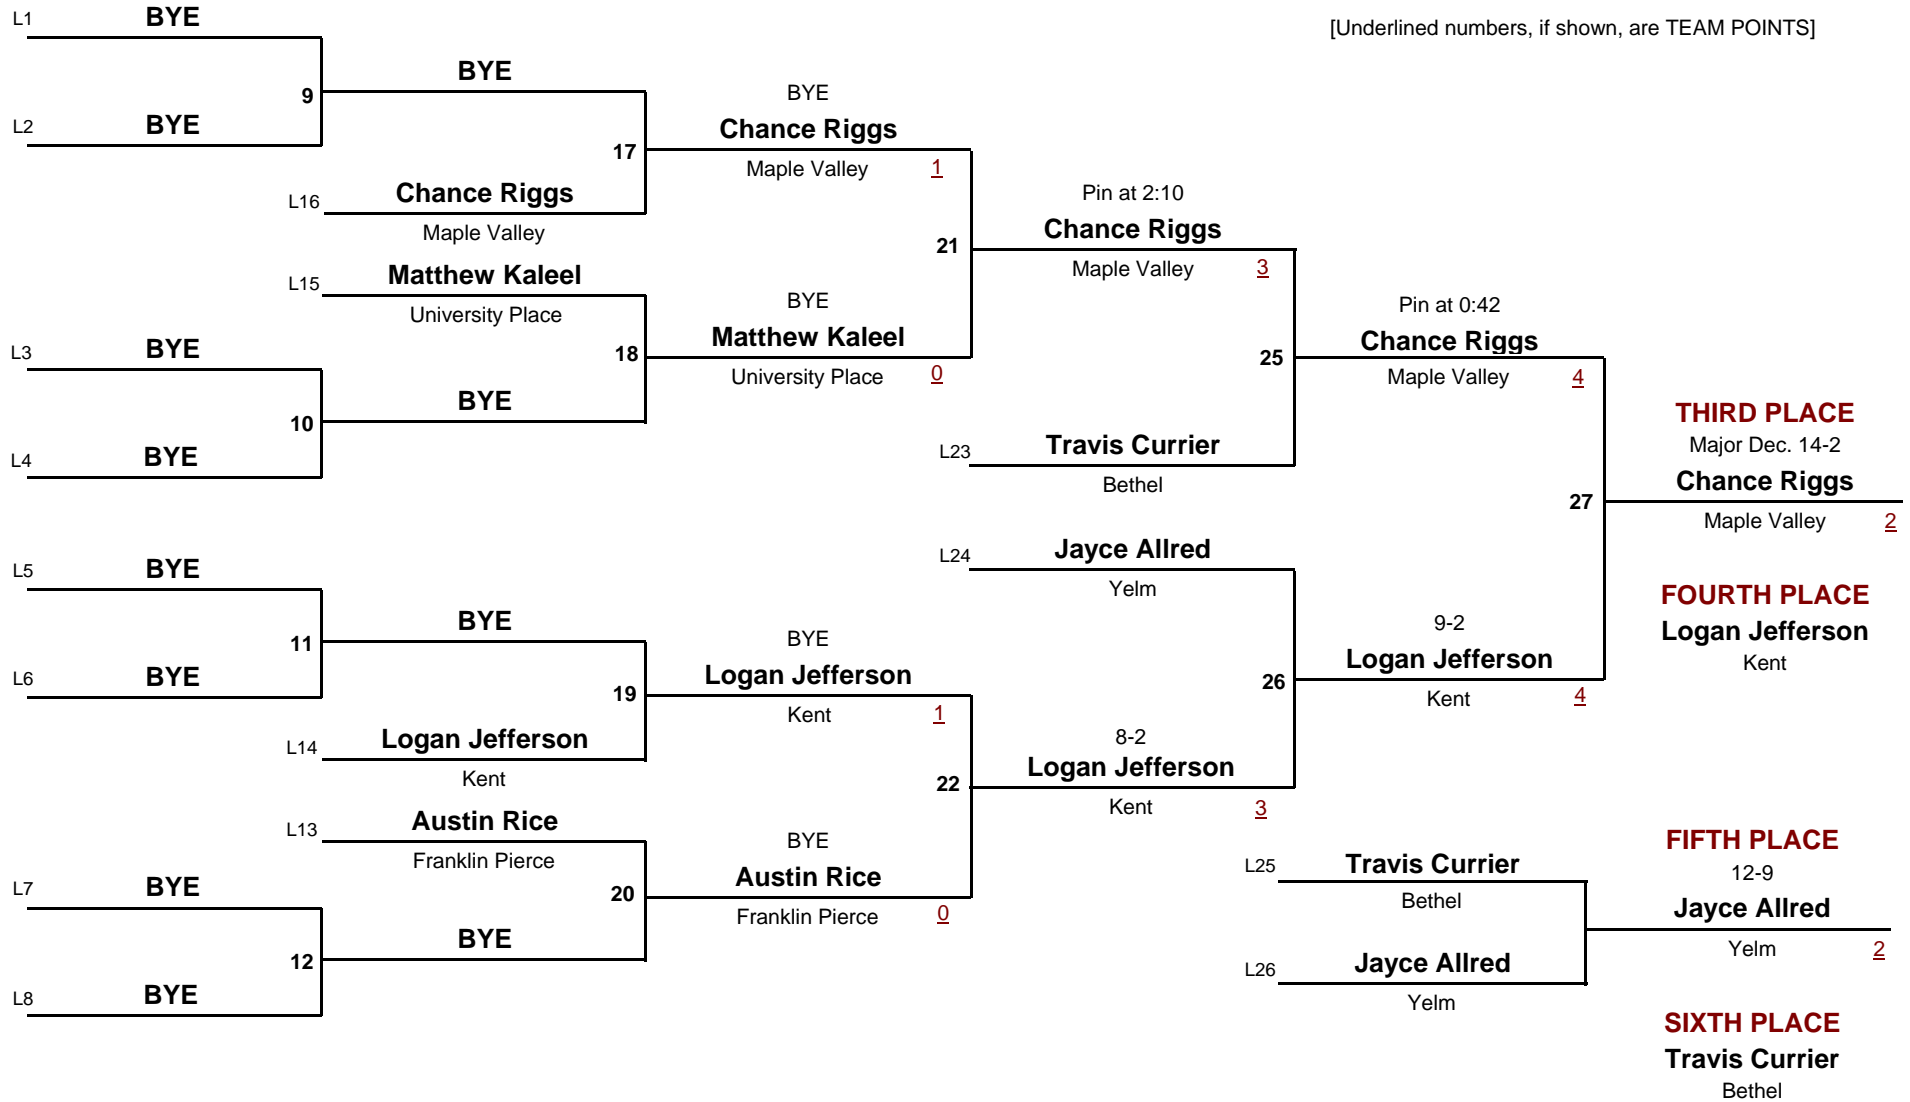 [Underlined numbers, if shown, are TEAM POINTS]
L1 BYE
L2 BYE
9
BYE
L16 Chance Riggs
Maple Valley
17
BYE
Chance Riggs
Maple Valley 1
L3 BYE
L4 BYE
10
L15 Matthew Kaleel
University Place
BYE
18
BYE
Matthew Kaleel
University Place 0
21
Pin at 2:10
Chance Riggs
Maple Valley 3
L23 Travis Currier
Bethel
25
Pin at 0:42
Chance Riggs
Maple Valley 4
L5 BYE
L6 BYE
11
BYE
L14 Logan Jefferson
Kent
19
BYE
Logan Jefferson
Kent 1
L7 BYE
L8 BYE
12
L13 Austin Rice
Franklin Pierce
BYE
20
BYE
Austin Rice
Franklin Pierce 0
22
L24 Jayce Allred
Yelm
8-2
Logan Jefferson
Kent 3
26
9-2
Logan Jefferson
Kent 4
27
THIRD PLACE
Major Dec. 14-2
Chance Riggs
Maple Valley 2
FOURTH PLACE
Logan Jefferson
Kent
L25 Travis Currier
Bethel
L26 Jayce Allred
Yelm
FIFTH PLACE
12-9
Jayce Allred
Yelm 2
SIXTH PLACE
Travis Currier
Bethel